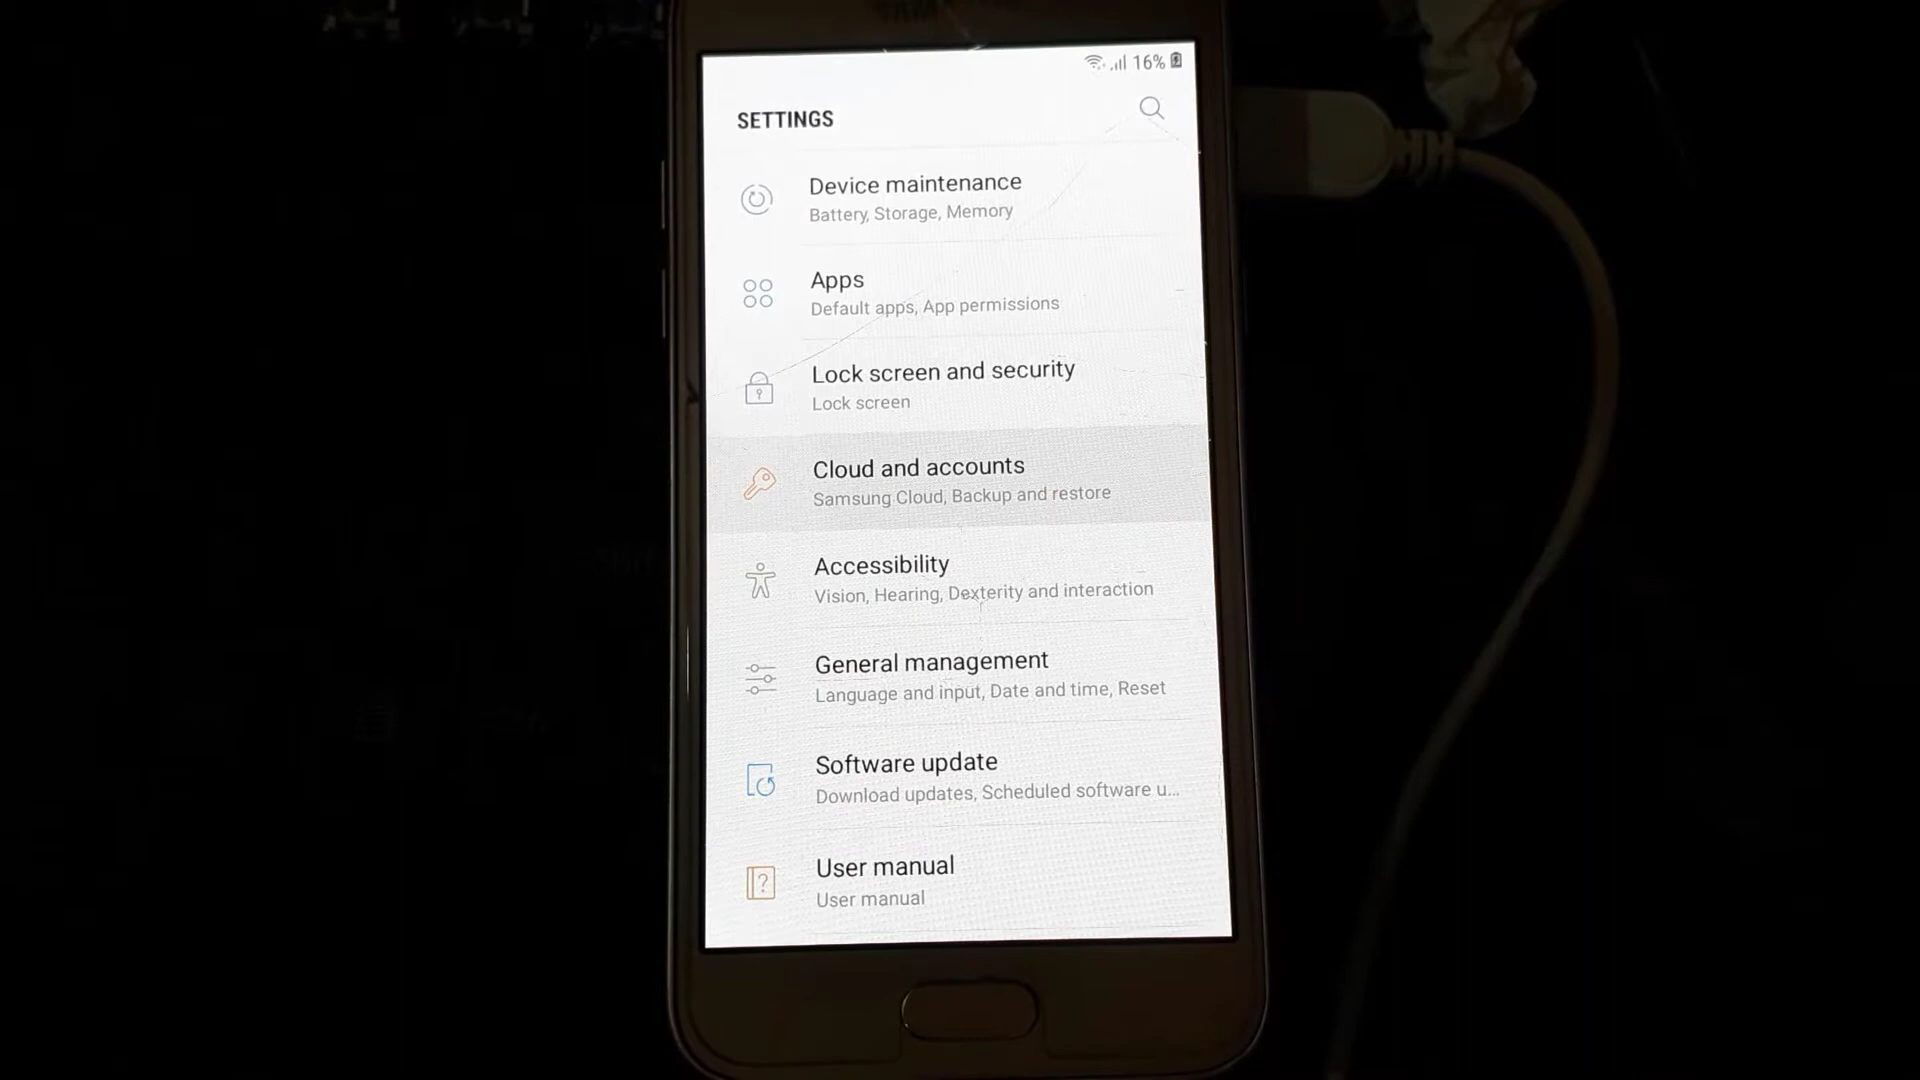 16%
SETTINGS
Device maintenance
Battery, Storage, Memory
Apps
Default apps, App permissions
Lock screen and security
Lock screen
Cloud and accounts
Samsung Cloud, Backup and restore
Accessibility
Vision, Hearing, Dexterity and interaction
General management
Language and input, Date and time, Reset
Software update
Download updates, Scheduled software u...
User manual
User manual